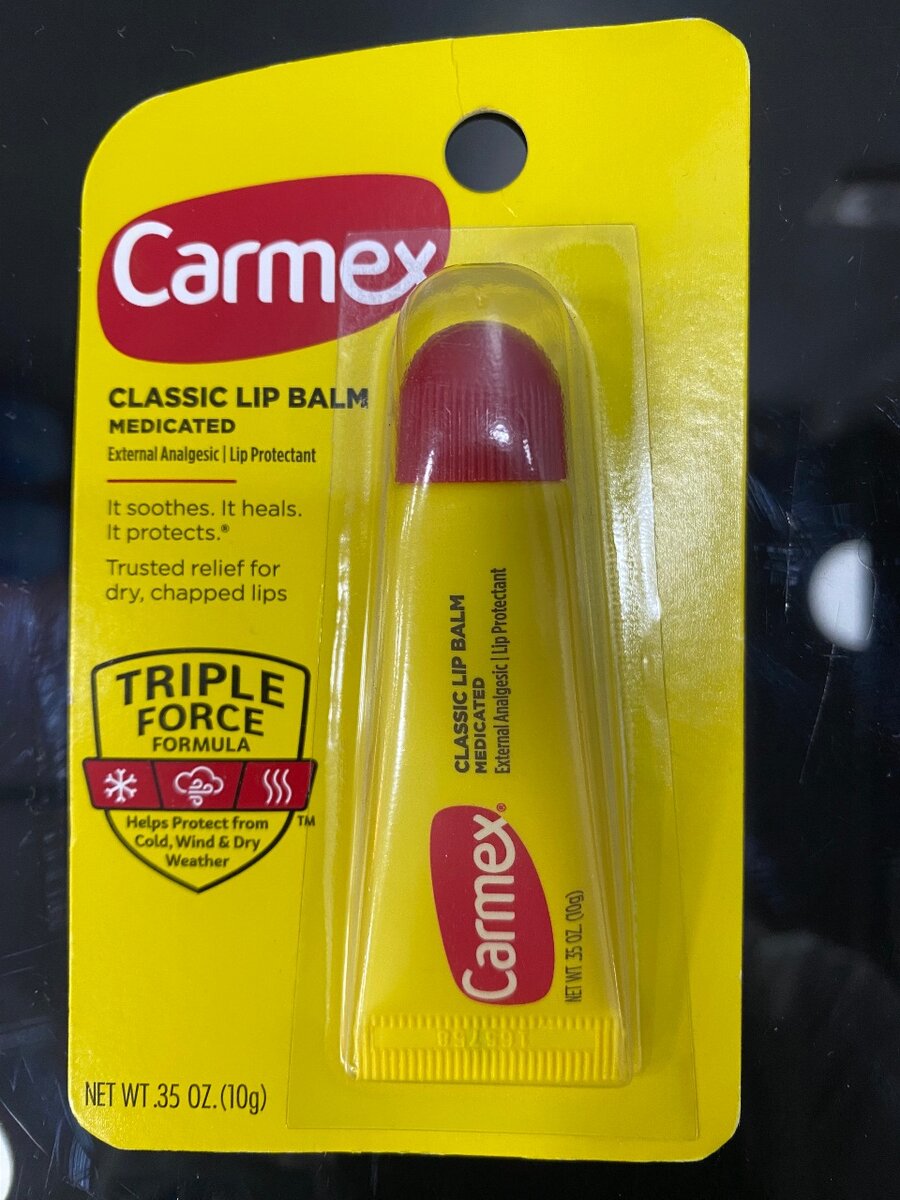 Carmex
CLASSIC LIP BALM
MEDICATED
External Analgesic | Lip Protectant
It soothes. It heals.
It protects.®
Trusted relief for
dry, chapped lips
TRIPLE
FORCE
FORMULA
Helps Protect from
Cold, Wind & Dry
Weather
TM
NET WT .35 OZ. (10g)
CLASSIC LIP BALM
MEDICATED
External Analgesic | Lip Protectant
Carmex®
NET WT .35 OZ. (10g)